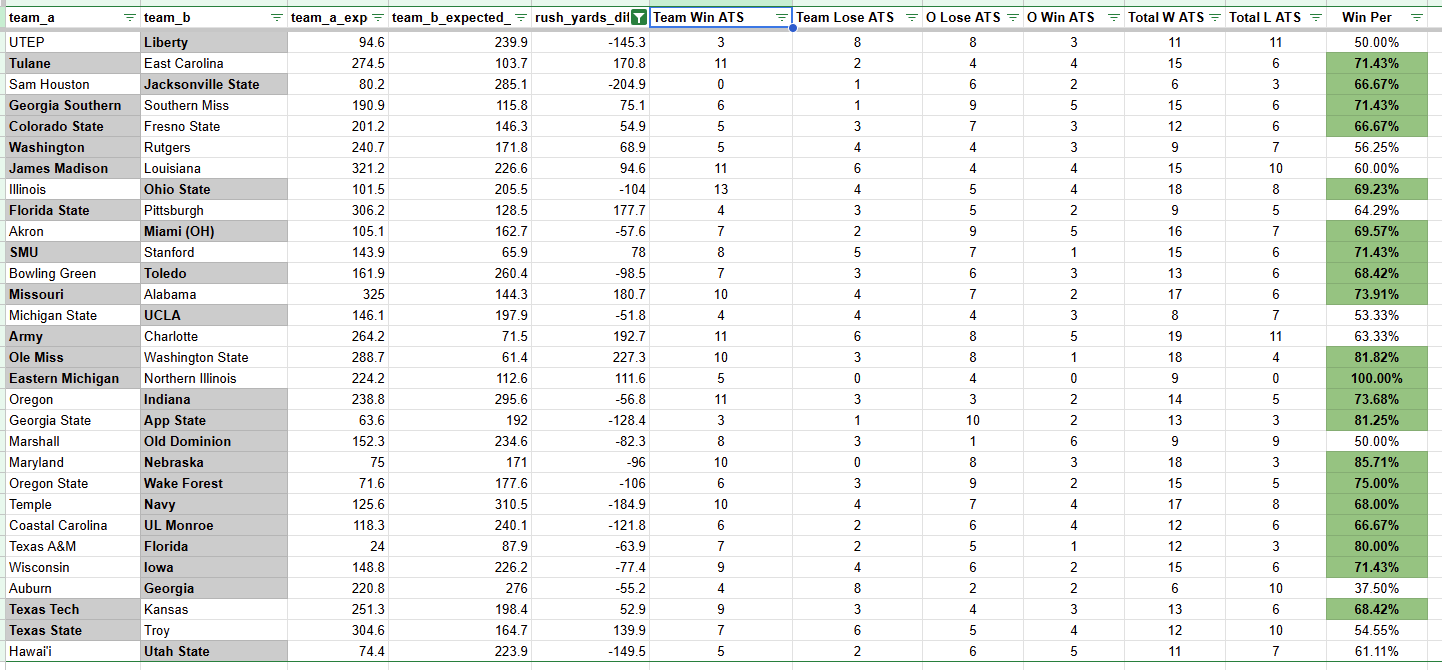 team_a team_b team_a_exp team_b_expected_ rush_yards_dif Team Win ATS Team Lose ATS O Lose ATS O Win ATS Total W ATS Total L ATS Win Per
UTEP Liberty 94.6 239.9 -145.3 3 8 8 3 11 11 50.00%
Tulane East Carolina 274.5 103.7 170.8 11 2 4 4 15 6 71.43%
Sam Houston Jacksonville State 80.2 285.1 -204.9 0 1 6 2 6 3 66.67%
Georgia Southern Southern Miss 190.9 115.8 75.1 6 1 9 5 15 6 71.43%
Colorado State Fresno State 201.2 146.3 54.9 5 3 7 3 12 6 66.67%
Washington Rutgers 240.7 171.8 68.9 5 4 4 3 9 7 56.25%
James Madison Louisiana 321.2 226.6 94.6 11 6 4 4 15 10 60.00%
Illinois Ohio State 101.5 205.5 -104 13 4 5 4 18 8 69.23%
Florida State Pittsburgh 306.2 128.5 177.7 4 3 5 2 9 5 64.29%
Akron Miami (OH) 105.1 162.7 -57.6 7 2 9 5 16 7 69.57%
SMU Stanford 143.9 65.9 78 8 5 7 1 15 6 71.43%
Bowling Green Toledo 161.9 260.4 -98.5 7 3 6 3 13 6 68.42%
Missouri Alabama 325 144.3 180.7 10 4 7 2 17 6 73.91%
Michigan State UCLA 146.1 197.9 -51.8 4 4 4 3 8 7 53.33%
Army Charlotte 264.2 71.5 192.7 11 6 8 5 19 11 63.33%
Ole Miss Washington State 288.7 61.4 227.3 10 3 8 1 18 4 81.82%
Eastern Michigan Northern Illinois 224.2 112.6 111.6 5 0 4 0 9 0 100.00%
Oregon Indiana 238.8 295.6 -56.8 11 3 3 2 14 5 73.68%
Georgia State App State 63.6 192 -128.4 3 1 10 2 13 3 81.25%
Marshall Old Dominion 152.3 234.6 -82.3 8 3 1 6 9 9 50.00%
Maryland Nebraska 75 171 -96 10 0 8 3 18 3 85.71%
Oregon State Wake Forest 71.6 177.6 -106 6 3 9 2 15 5 75.00%
Temple Navy 125.6 310.5 -184.9 10 4 7 4 17 8 68.00%
Coastal Carolina UL Monroe 118.3 240.1 -121.8 6 2 6 4 12 6 66.67%
Texas A&M Florida 24 87.9 -63.9 7 2 5 1 12 3 80.00%
Wisconsin Iowa 148.8 226.2 -77.4 9 4 6 2 15 6 71.43%
Auburn Georgia 220.8 276 -55.2 4 8 2 2 6 10 37.50%
Texas Tech Kansas 251.3 198.4 52.9 9 3 4 3 13 6 68.42%
Texas State Troy 304.6 164.7 139.9 7 6 5 4 12 10 54.55%
Hawai'i Utah State 74.4 223.9 -149.5 5 2 6 5 11 7 61.11%